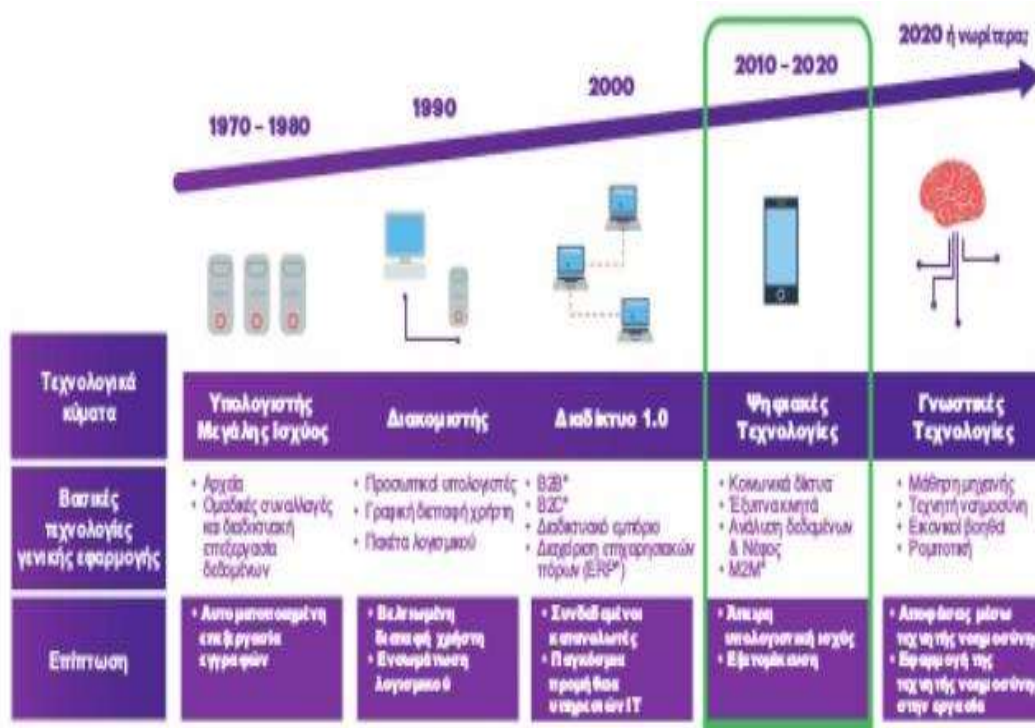 1970 - 1980
1990
2000
2010 - 2020
2020 ή νωρίτερα;
Τεχνολογικά
κύματα
Υπολογιστής
Μεγάλης Ισχύος
Διακομιστής
Διαδίκτυο 1.0
Ψηφιακές
Τεχνολογίες
Γνωστικές
Τεχνολογίες
Βασικές
τεχνολογίες
γενικής εφαρμογής
• Αρχεία
• Ομαδικές συναλλαγές
και διαδικτυακή
επεξεργασία
δεδομένων
• Προσωπικοί υπολογιστές
• Γραφική διεπαφή χρήστη
• Πακέτα λογισμικού
• B2B*
• B2C*
• Διαδικτυακό εμπόριο
• Διαχείριση επιχειρησιακών
πόρων (ERP*)
• Κοινωνικά δίκτυα
• Έξυπνα κινητά
• Ανάλυση δεδομένων
& Νέφος
• M2M*
• Μάθηση μηχανής
• Τεχνητή νοημοσύνη
• Εικονικοί βοηθοί
• Ρομποτική
Επίπτωση
• Αυτοματοποιημένη
επεξεργασία
εγγραφών
• Βελτιωμένη
διεπαφή χρήστη
• Ενσωμάτωση
λογισμικού
• Συνδεδεμένοι
καταναλωτές
• Παγκόσμια
προμήθεια
υπηρεσιών IT
• Άπειρη
υπολογιστική ισχύς
• Εξατομίκευση
• Αποφάσεις μέσω
τεχνητής νοημοσύνης
• Εφαρμογή της
τεχνητής νοημοσύνης
στην εργασία